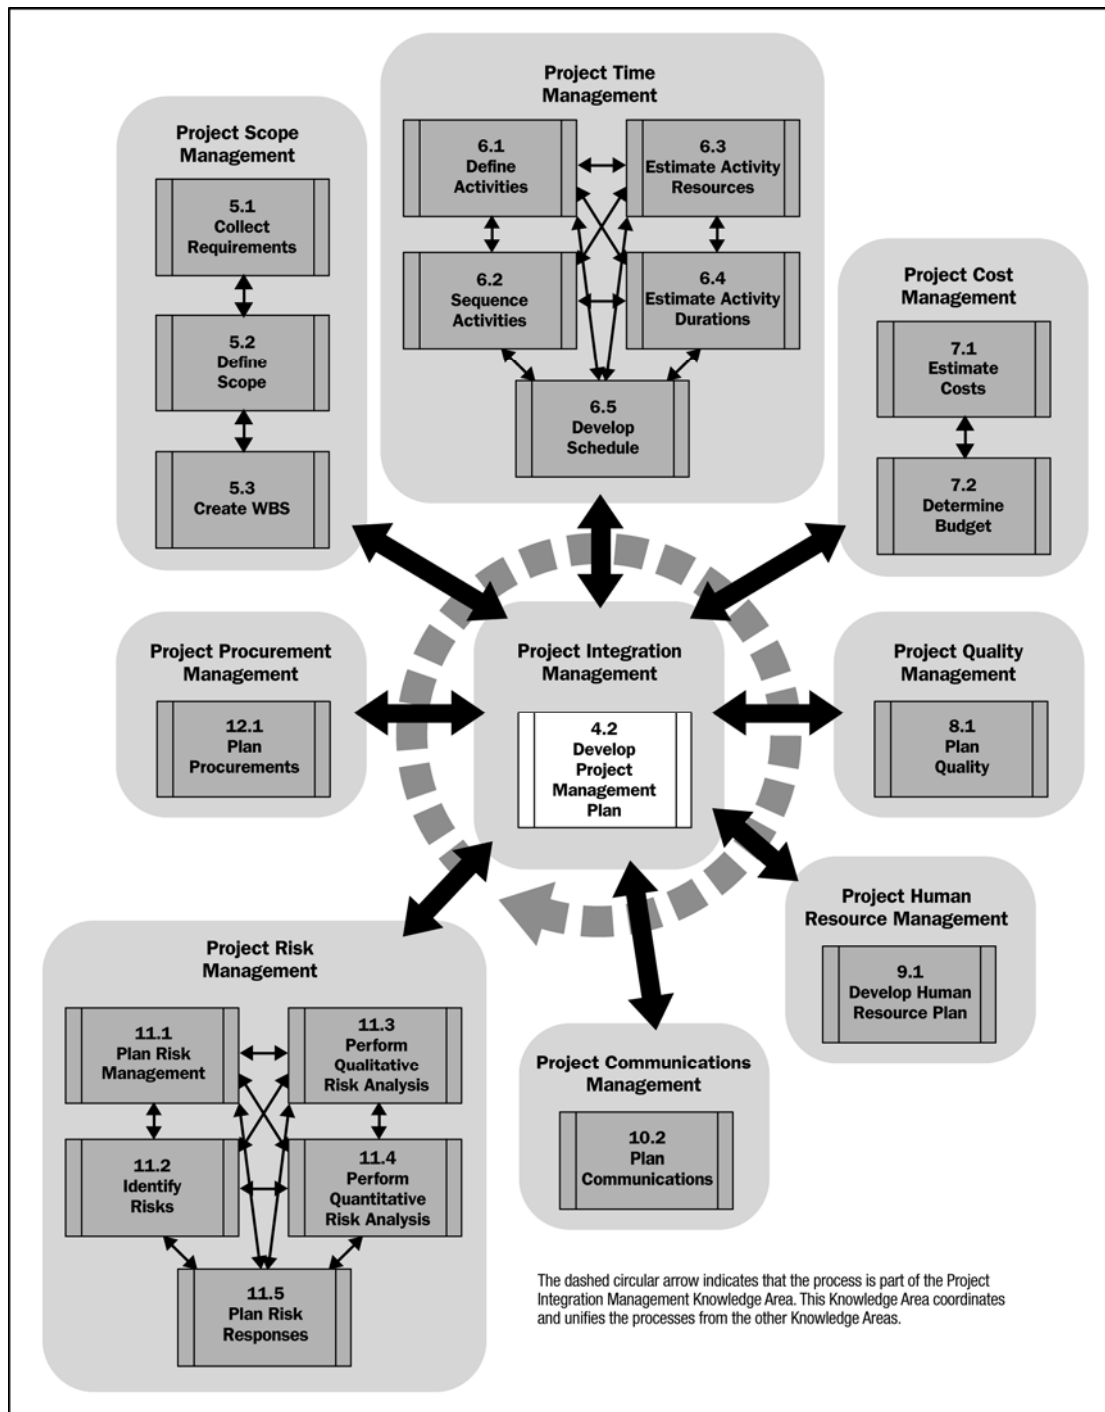 Project Time
Management
6.1
Define
Activities
6.3
Estimate Activity
Resources
6.2
Sequence
Activities
6.4
Estimate Activity
Durations
6.5
Develop
Schedule
Project Scope
Management
5.1
Collect
Requirements
5.2
Define
Scope
5.3
Create WBS
Project Cost
Management
7.1
Estimate
Costs
7.2
Determine
Budget
Project Procurement
Management
12.1
Plan
Procurements
Project Integration
Management
4.2
Develop
Project
Management
Plan
Project Quality
Management
8.1
Plan
Quality
Project Human
Resource Management
9.1
Develop Human
Resource Plan
Project Risk
Management
11.1
Plan Risk
Management
11.3
Perform
Qualitative
Risk Analysis
11.2
Identify
Risks
11.4
Perform
Quantitative
Risk Analysis
11.5
Plan Risk
Responses
Project Communications
Management
10.2
Plan
Communications
The dashed circular arrow indicates that the process is part of the Project
Integration Management Knowledge Area. This Knowledge Area coordinates
and unifies the processes from the other Knowledge Areas.